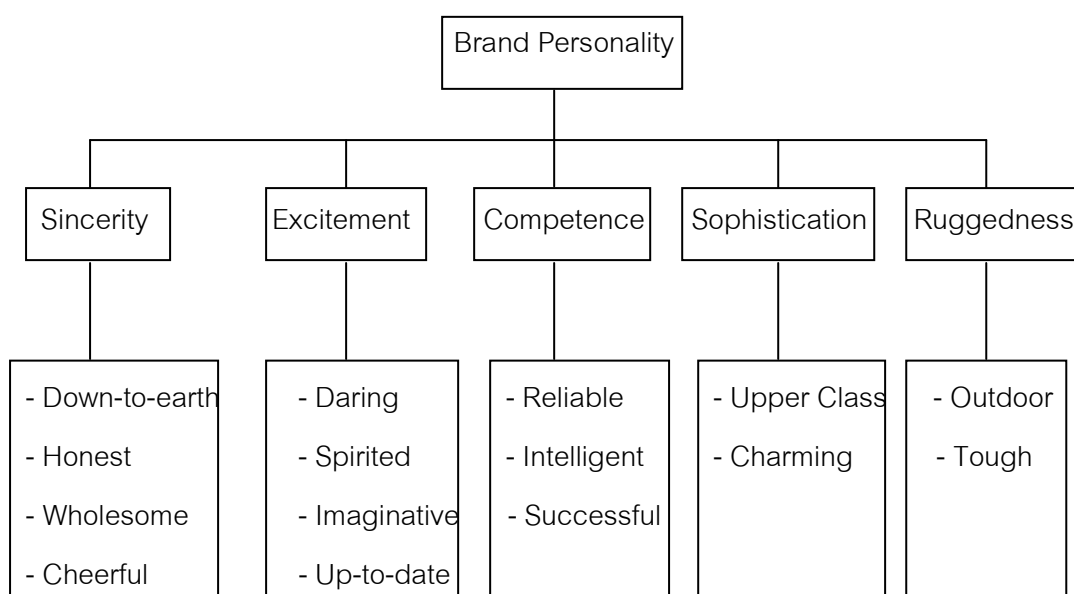 Brand Personality
Sincerity
Excitement
Competence
Sophistication
Ruggedness
- Down-to-earth
- Honest
- Wholesome
- Cheerful
- Daring
- Spirited
- Imaginative
- Up-to-date
- Reliable
- Intelligent
- Successful
- Upper Class
- Charming
- Outdoor
- Tough